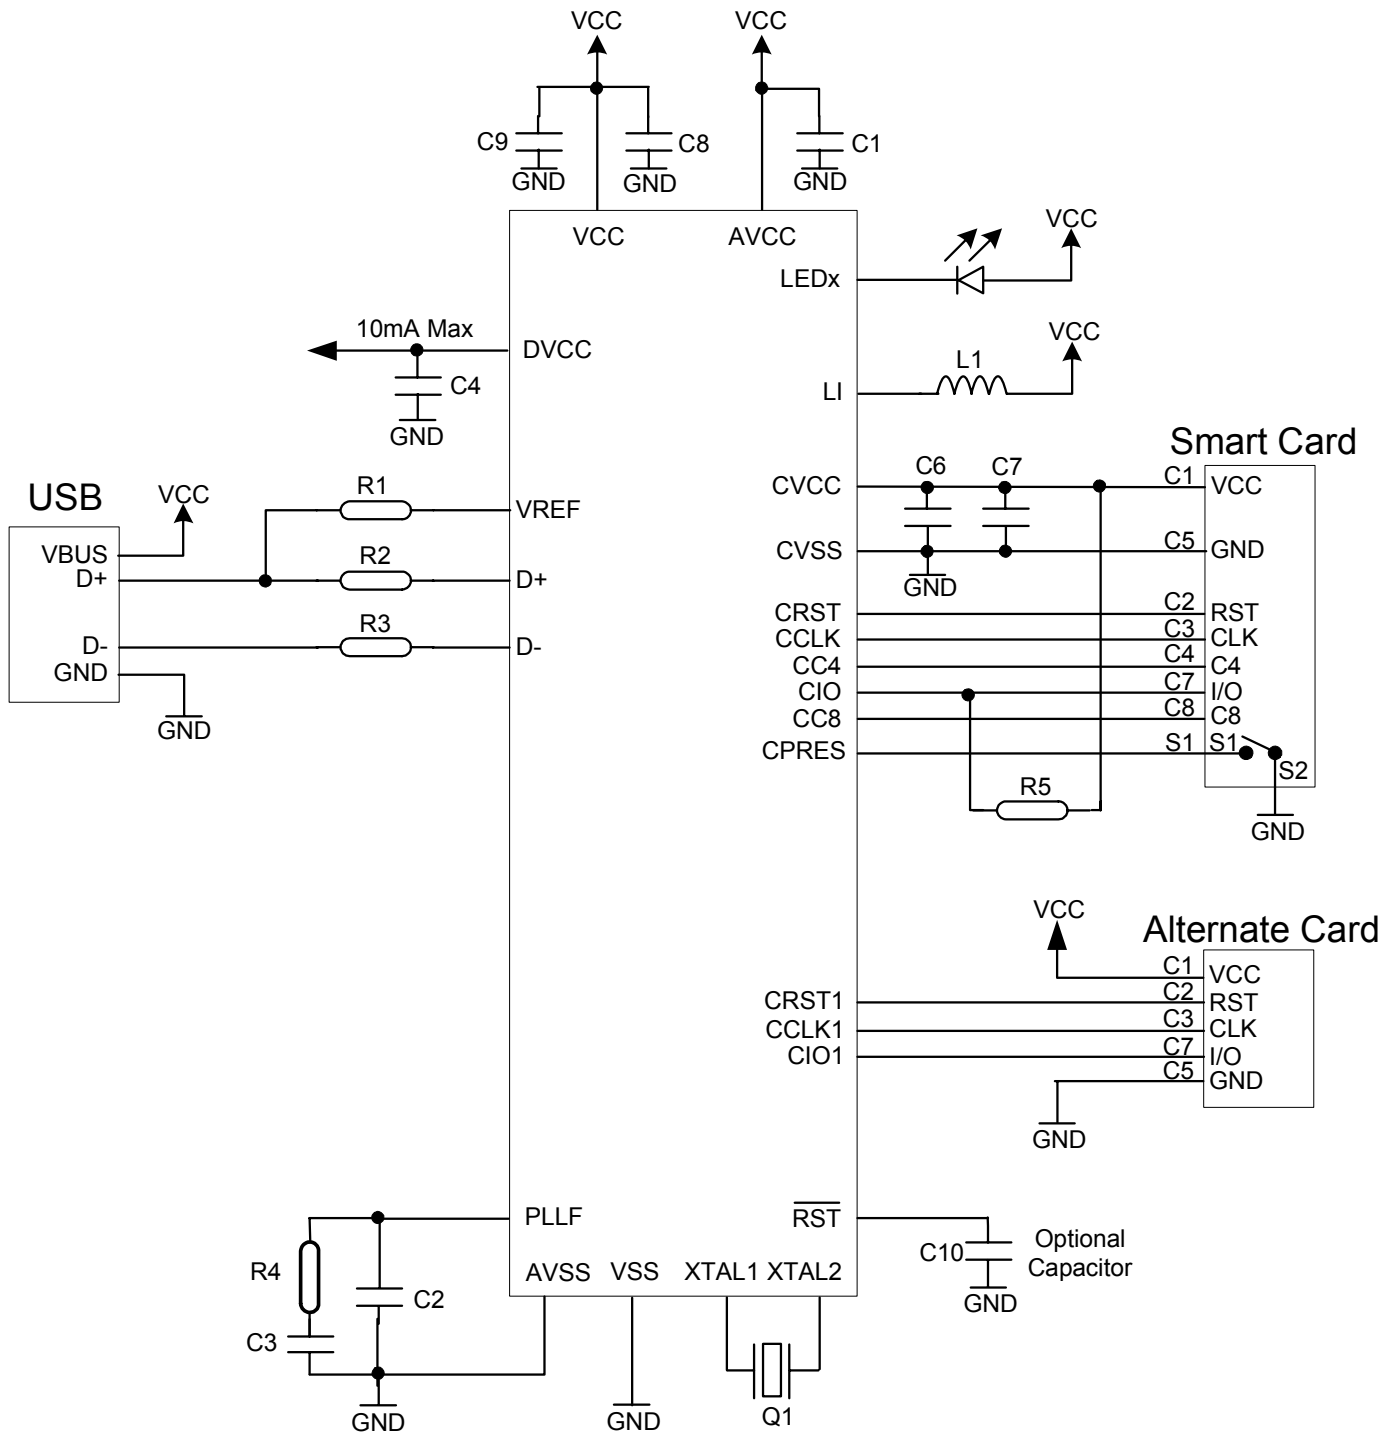 VCC
VCC
C9
C8
C1
GND
GND
GND
VCC
AVCC
VCC
LEDx
10mA Max
DVCC
VCC
L1
C4
LI
GND
Smart Card
C6
C7
C1
USB
VCC
R1
CVCC
VCC
VREF
VBUS
R2
CVSS
C5
GND
D+
D+
GND
R3
CRST
C2
RST
CCLK
C3
CLK
D-
D-
CC4
C4
C4
GND
CIO
C7
I/O
CC8
C8
C8
GND
CPRES
S1
S1
S2
R5
GND
VCC
Alternate Card
C1
VCC
CRST1
C2
RST
CCLK1
C3
CLK
CIO1
C7
I/O
C5
GND
GND
PLLF
RST
R4
C10
Optional
Capacitor
AVSS
VSS
XTAL1
XTAL2
C2
GND
C3
GND
GND
Q1